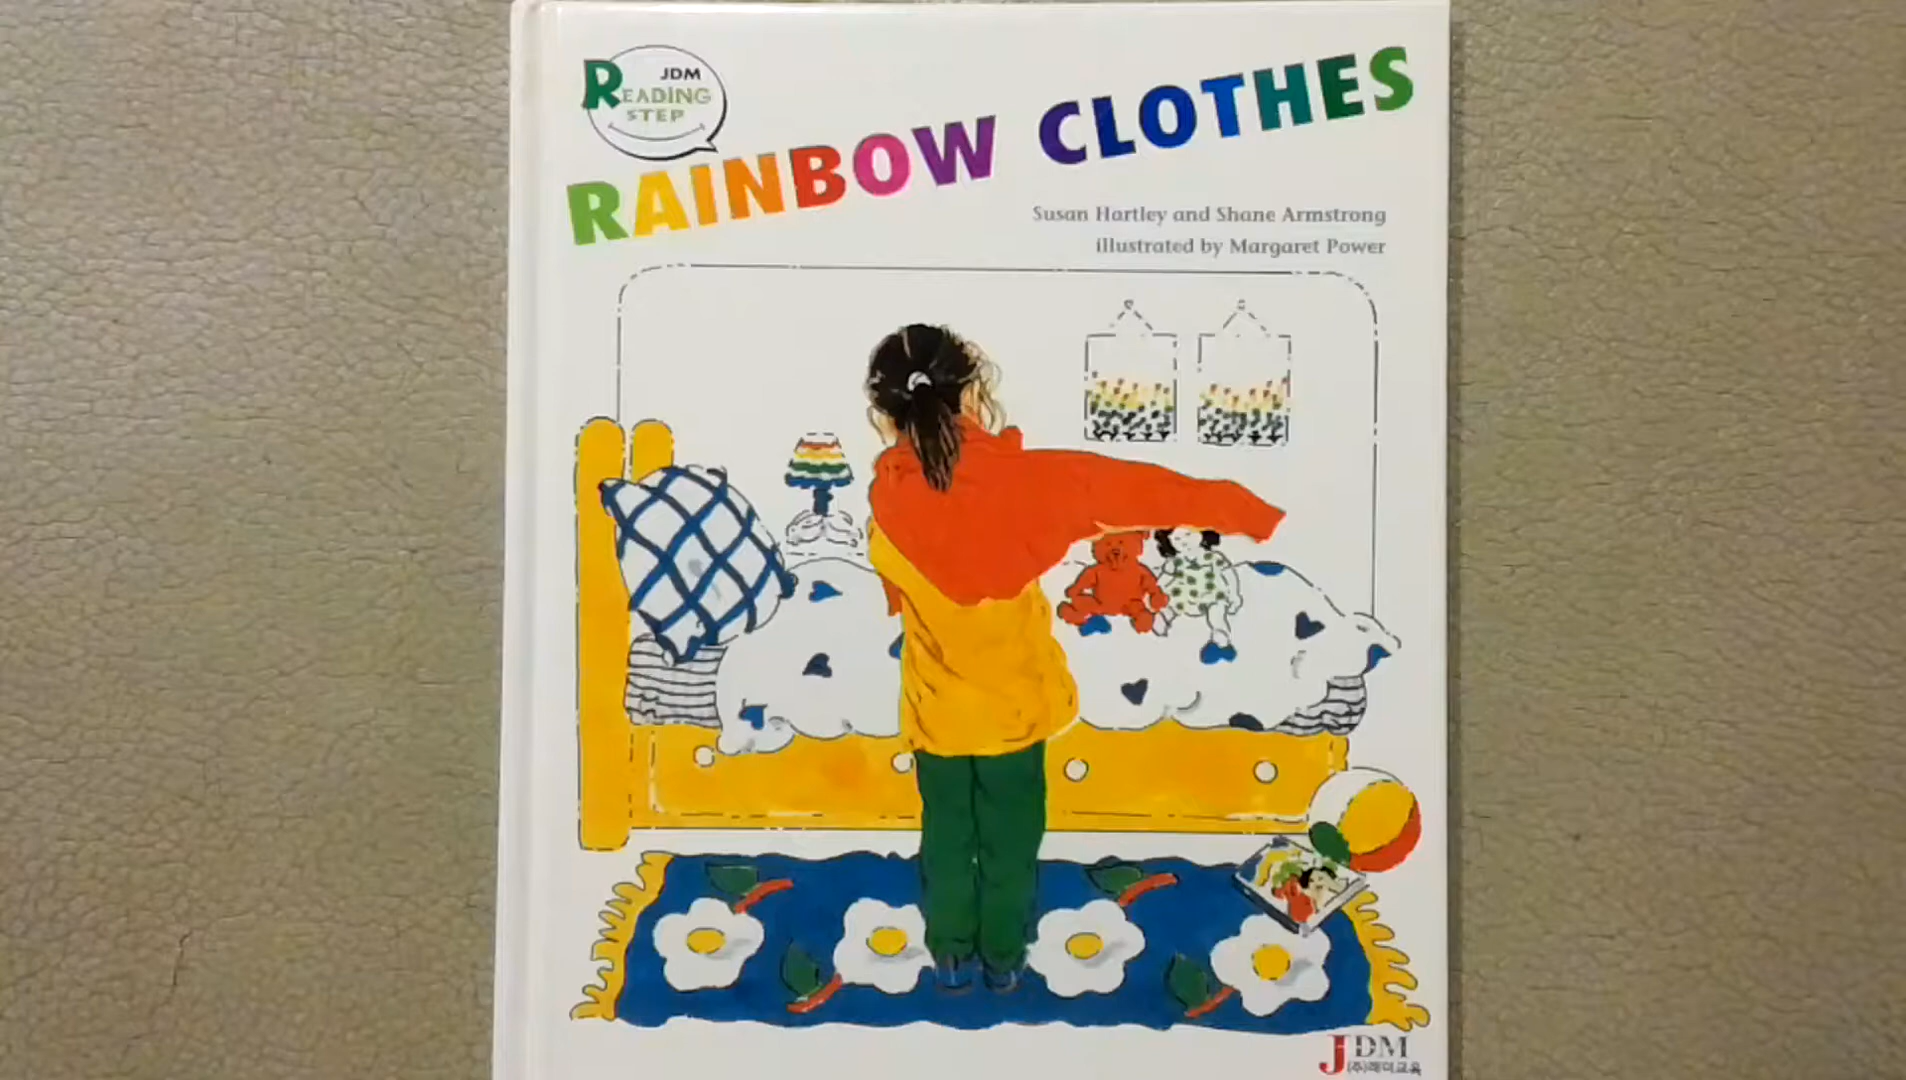 JDM
READING
STEP
RAINBOW CLOTHES
Susan Hartley and Shane Armstrong
illustrated by Margaret Power
JDM
(주)제이교육